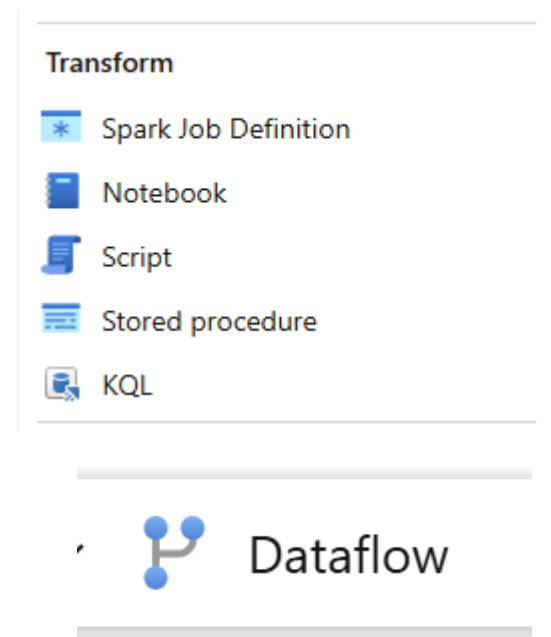 Transform
Spark Job Definition
Notebook
Script
Stored procedure
KQL
Dataflow